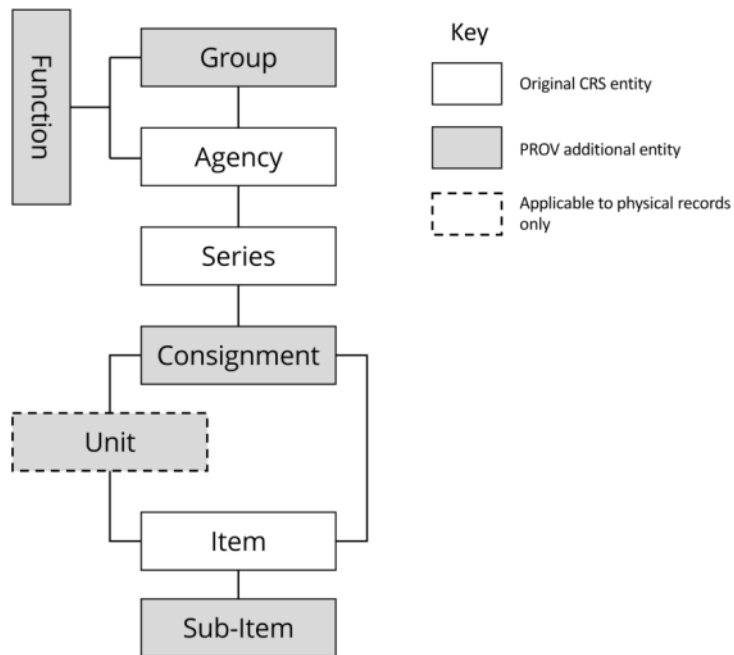 Function
Group
Agency
Series
Consignment
Unit
Item
Sub-Item
Key
Original CRS entity
PROV additional entity
Applicable to physical records
only